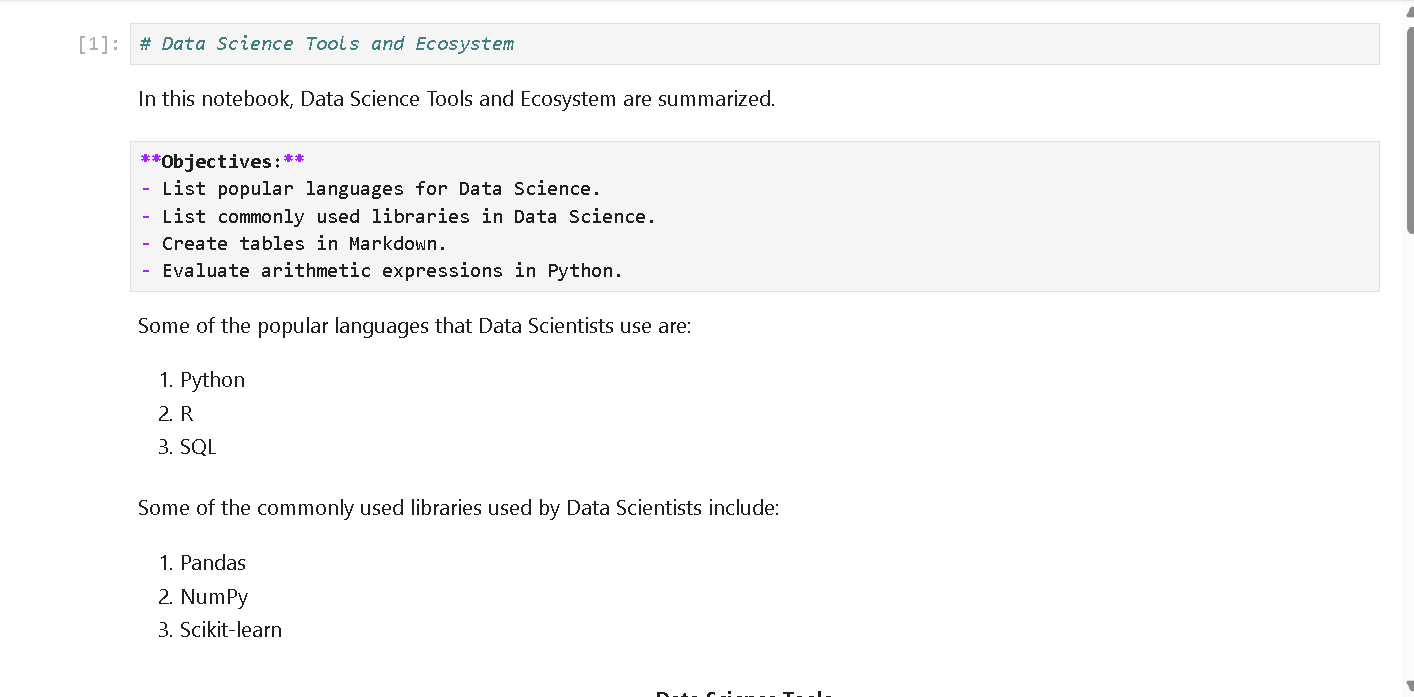 [1]: # Data Science Tools and Ecosystem
In this notebook, Data Science Tools and Ecosystem are summarized.
**Objectives:**
- List popular languages for Data Science.
- List commonly used libraries in Data Science.
- Create tables in Markdown.
- Evaluate arithmetic expressions in Python.
Some of the popular languages that Data Scientists use are:
1. Python
2. R
3. SQL
Some of the commonly used libraries used by Data Scientists include:
1. Pandas
2. NumPy
3. Scikit-learn
Data Science Tools